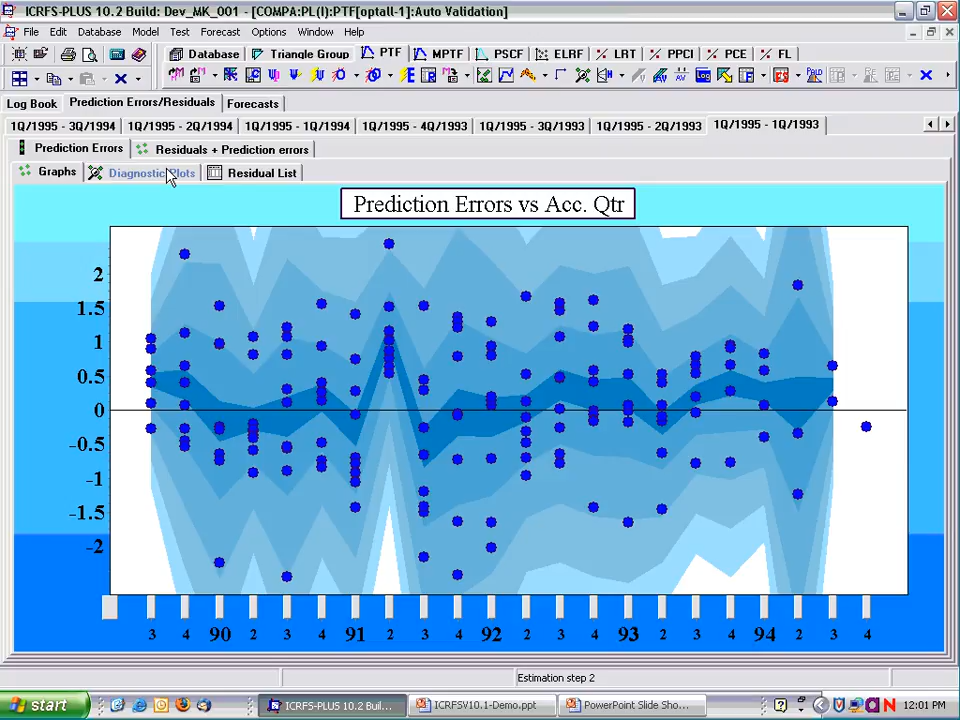 ICRFS-PLUS 10.2 Build: Dev_MK_001 - [COMPA:PL(I):PTF[optall-1]:Auto Validation]
File Edit Database Model Triangle Forecast Options Window Help
Database Triangle Group PTF MPTF PSCF ELRF LRT PPCI PCE FL
Log Book Prediction Errors/Residuals Forecasts
1Q/1995 - 3Q/1994 1Q/1995 - 2Q/1994 1Q/1995 - 1Q/1994 1Q/1995 - 4Q/1993 1Q/1995 - 3Q/1993 1Q/1995 - 2Q/1993 1Q/1995 - 1Q/1993
Prediction Errors Residuals + Prediction errors
Graphs Diagnostic Plots Residual List
Prediction Errors vs Acc. Qtr
2
1.5
1
0.5
0
-0.5
-1
-1.5
-2
3 4 90 2 3 4 91 2 3 4 92 2 3 4 93 2 3 4 94 2 3 4
Estimation step 2
start ICRFS-PLUS 10.2 Buil... ICRFSV10.1-Demo.ppt PowerPoint Slide Sho... 12:01 PM